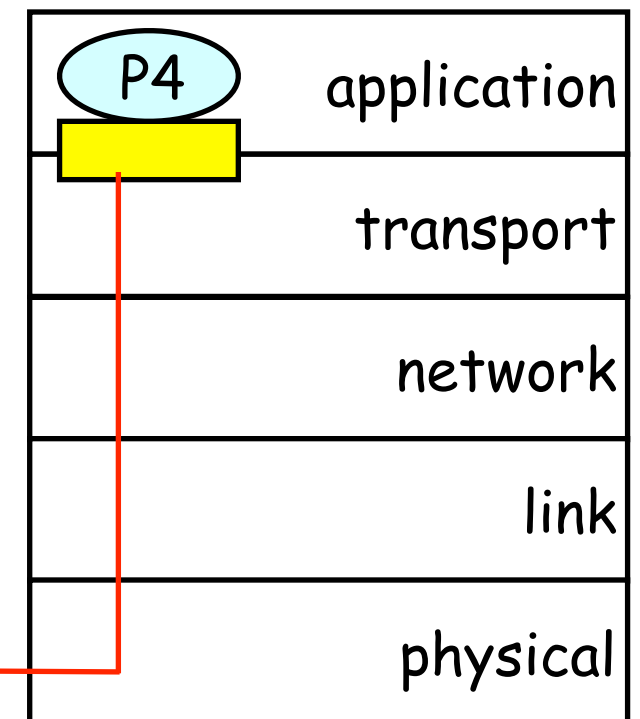 P4
application
transport
network
link
physical